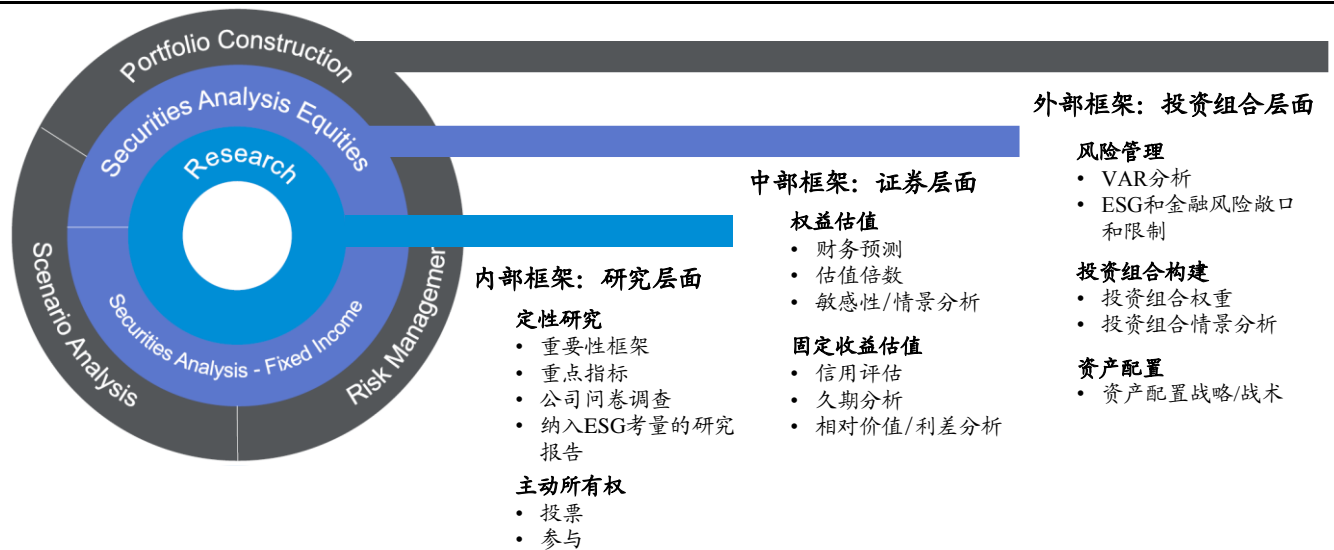 Portfolio Construction
Securities Analysis Equities
Research
Scenario Analysis
Securities Analysis - Fixed Income
Risk Management
内部框架：研究层面
定性研究
• 重要性框架
• 重点指标
• 公司问卷调查
• 纳入ESG考量的研究
报告
主动所有权
• 投票
• 参与
中部框架：证券层面
权益估值
• 财务预测
• 估值倍数
• 敏感性/情景分析
固定收益估值
• 信用评估
• 久期分析
• 相对价值/利差分析
外部框架：投资组合层面
风险管理
• VAR分析
• ESG和金融风险敞口
和限制
投资组合构建
• 投资组合权重
• 投资组合情景分析
资产配置
• 资产配置战略/战术